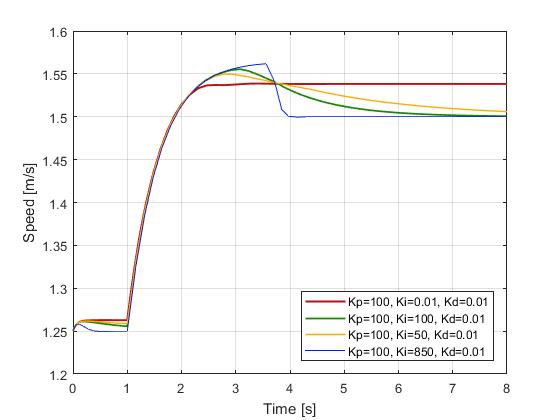 1.6
1.55
1.5
1.45
1.4
1.35
1.3
1.25
1.2
Speed [m/s]
Kp=100, Ki=0.01, Kd=0.01
Kp=100, Ki=100, Kd=0.01
Kp=100, Ki=50, Kd=0.01
Kp=100, Ki=850, Kd=0.01
0 1 2 3 4 5 6 7 8
Time [s]